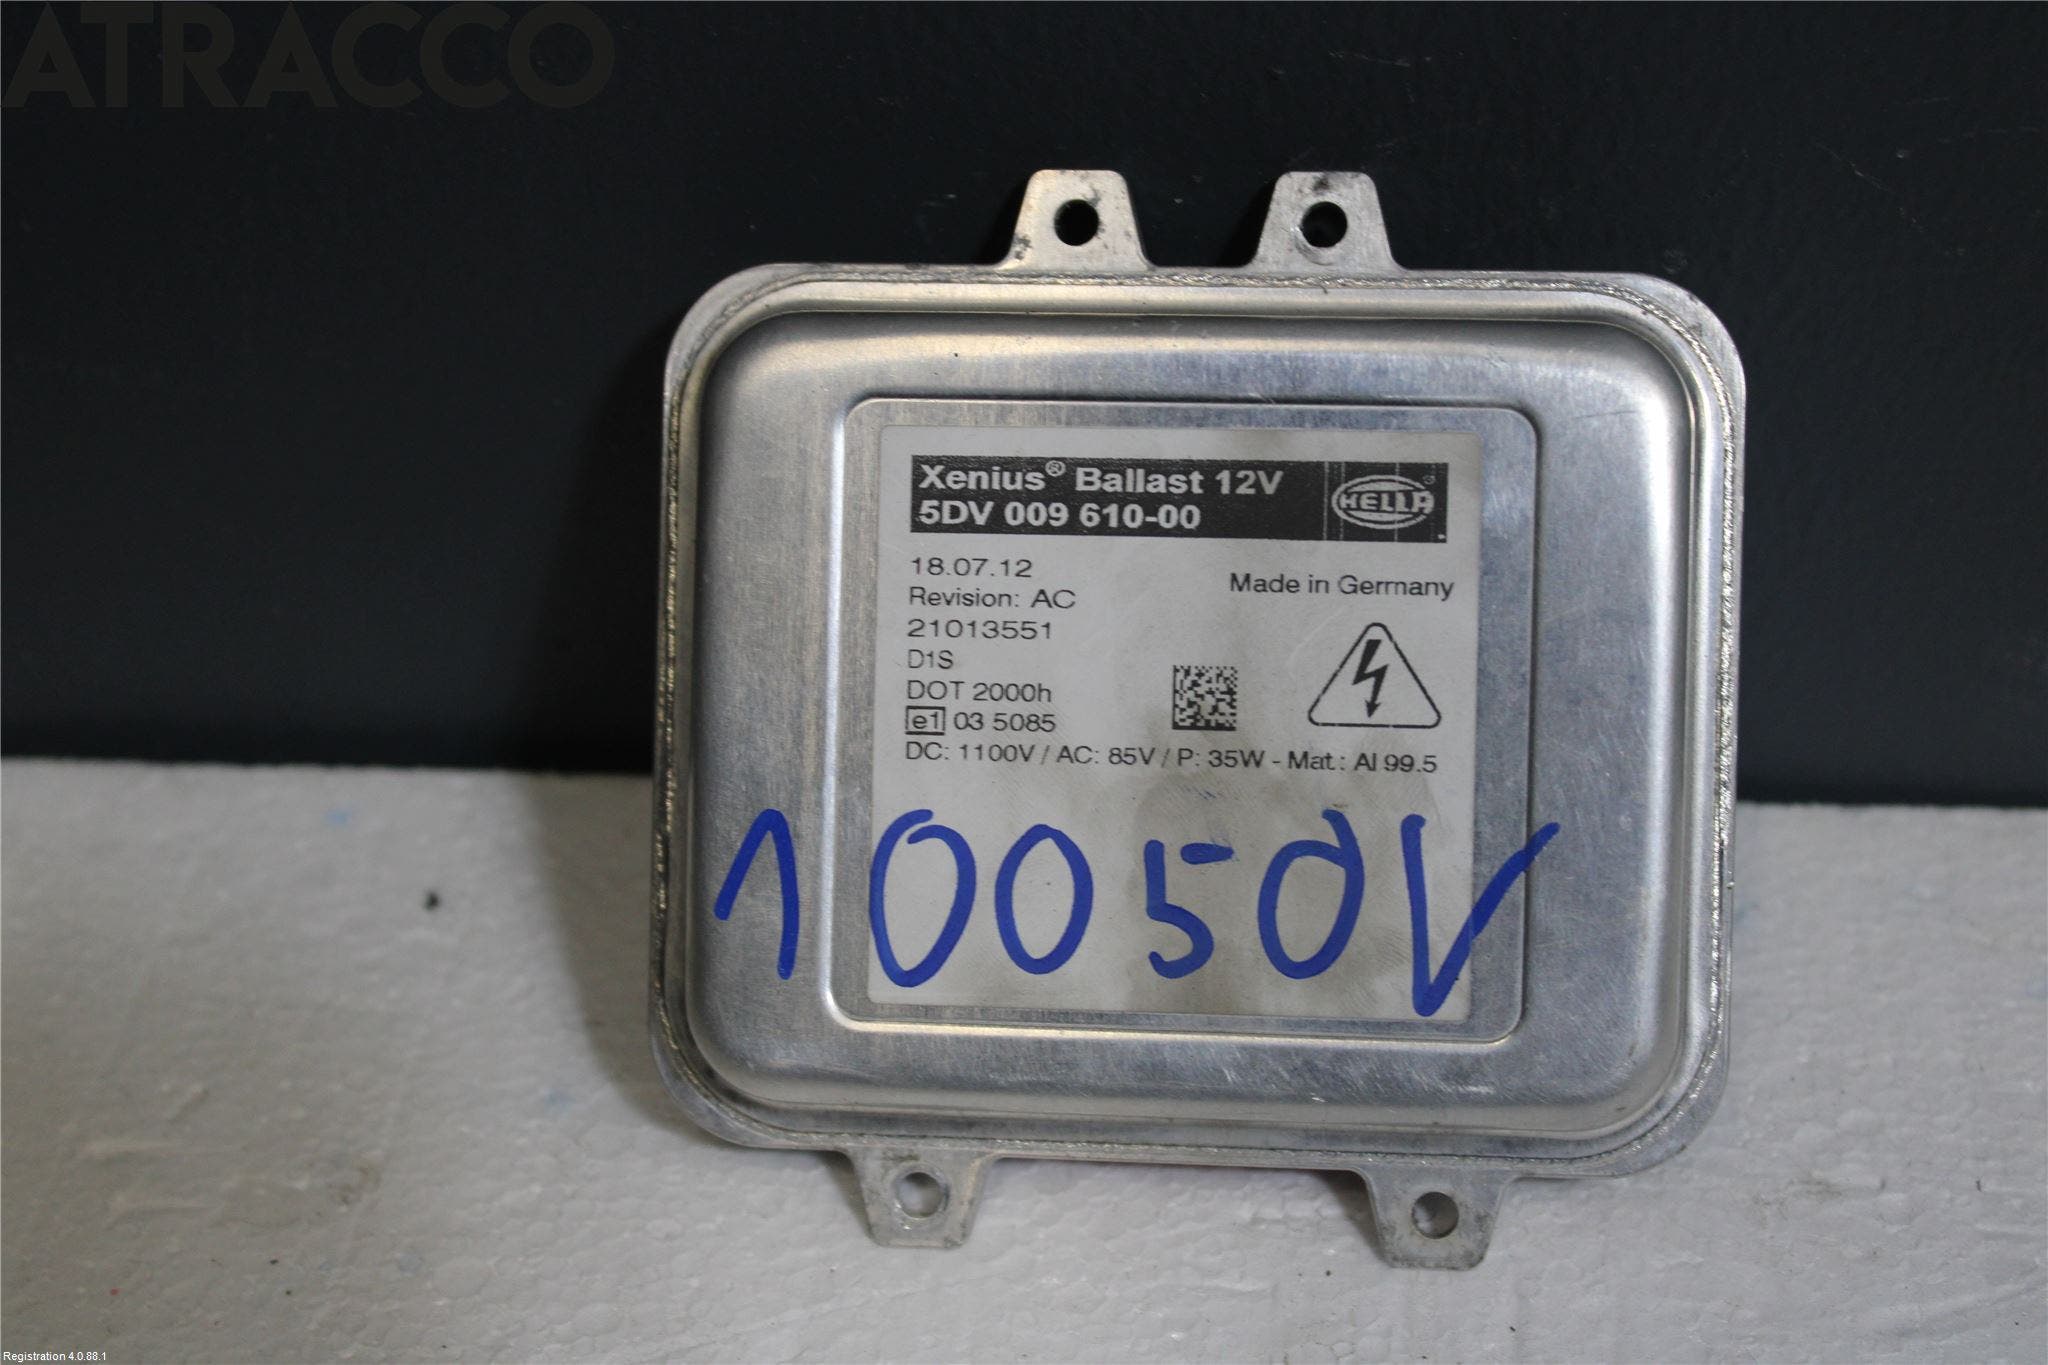 ATRACCO
Xenius® Ballast 12V
5DV 009 610-00
HELLA
18.07.12
Made in Germany
Revision: AC
21013551
D1S
DOT 2000h
e1 03 5085
DC: 1100V / AC: 85V / P: 35W - Mat.: Al 99.5
10050V
Registration 4.0.88.1